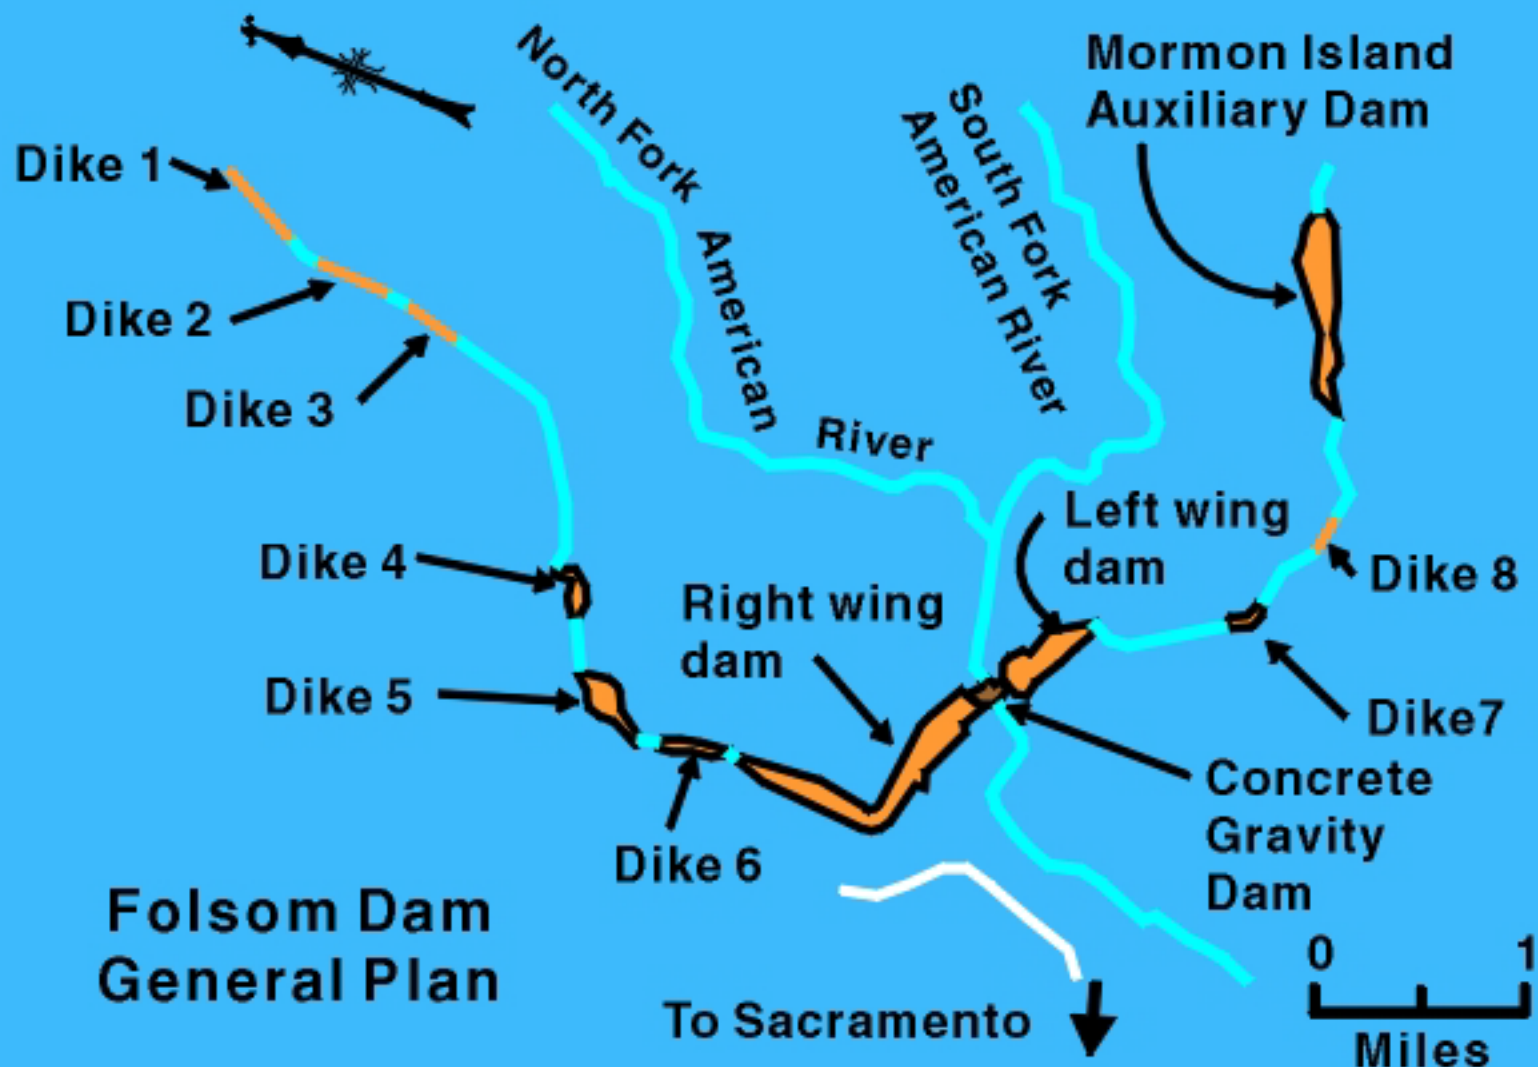 North Fork American River
South Fork
American River
Mormon Island
Auxiliary Dam
Dike 1
Dike 2
Dike 3
Dike 4
Dike 5
Dike 6
Right wing
dam
Left wing
dam
Dike 8
Dike7
Concrete
Gravity
Dam
Folsom Dam
General Plan
To Sacramento
0 1
Miles